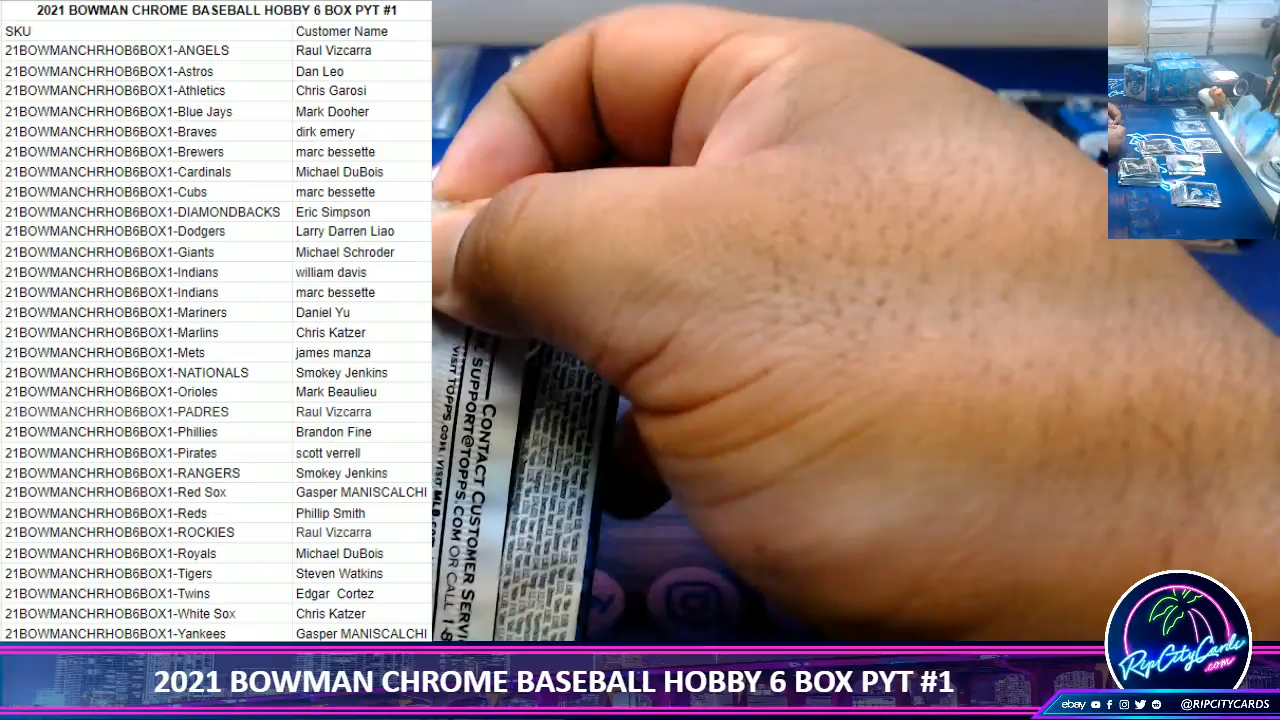 2021 BOWMAN CHROME BASEBALL HOBBY 6 BOX PYT #1
SKU Customer Name
21BOWMANCHRHOB6BOX1-ANGELS Raul Vizcarra
21BOWMANCHRHOB6BOX1-Astros Dan Leo
21BOWMANCHRHOB6BOX1-Athletics Chris Garosi
21BOWMANCHRHOB6BOX1-Blue Jays Mark Dooher
21BOWMANCHRHOB6BOX1-Braves dirk emery
21BOWMANCHRHOB6BOX1-Brewers marc bessette
21BOWMANCHRHOB6BOX1-Cardinals Michael DuBois
21BOWMANCHRHOB6BOX1-Cubs marc bessette
21BOWMANCHRHOB6BOX1-DIAMONDBACKS Eric Simpson
21BOWMANCHRHOB6BOX1-Dodgers Larry Darren Liao
21BOWMANCHRHOB6BOX1-Giants Michael Schroder
21BOWMANCHRHOB6BOX1-Indians william davis
21BOWMANCHRHOB6BOX1-Indians marc bessette
21BOWMANCHRHOB6BOX1-Mariners Daniel Yu
21BOWMANCHRHOB6BOX1-Marlins Chris Katzer
21BOWMANCHRHOB6BOX1-Mets james manza
21BOWMANCHRHOB6BOX1-NATIONALS Smokey Jenkins
21BOWMANCHRHOB6BOX1-Orioles Mark Beaulieu
21BOWMANCHRHOB6BOX1-PADRES Raul Vizcarra
21BOWMANCHRHOB6BOX1-Phillies Brandon Fine
21BOWMANCHRHOB6BOX1-Pirates scott verrell
21BOWMANCHRHOB6BOX1-RANGERS Smokey Jenkins
21BOWMANCHRHOB6BOX1-Red Sox Gasper MANISCALCHI
21BOWMANCHRHOB6BOX1-Reds Phillip Smith
21BOWMANCHRHOB6BOX1-ROCKIES Raul Vizcarra
21BOWMANCHRHOB6BOX1-Royals Michael DuBois
21BOWMANCHRHOB6BOX1-Tigers Steven Watkins
21BOWMANCHRHOB6BOX1-Twins Edgar Cortez
21BOWMANCHRHOB6BOX1-White Sox Chris Katzer
21BOWMANCHRHOB6BOX1-Yankees Gasper MANISCALCHI
CONTACT CUSTOMER SERVI
SUPPORT@TOPPS.COM OR CALL 1-8
VISIT TOPPS.COM VISIT MLB.COM
2021 BOWMAN CHROME BASEBALL HOBBY 6 BOX PYT #1
RipCityCards
.com
ebay @RIPCITYCARDS